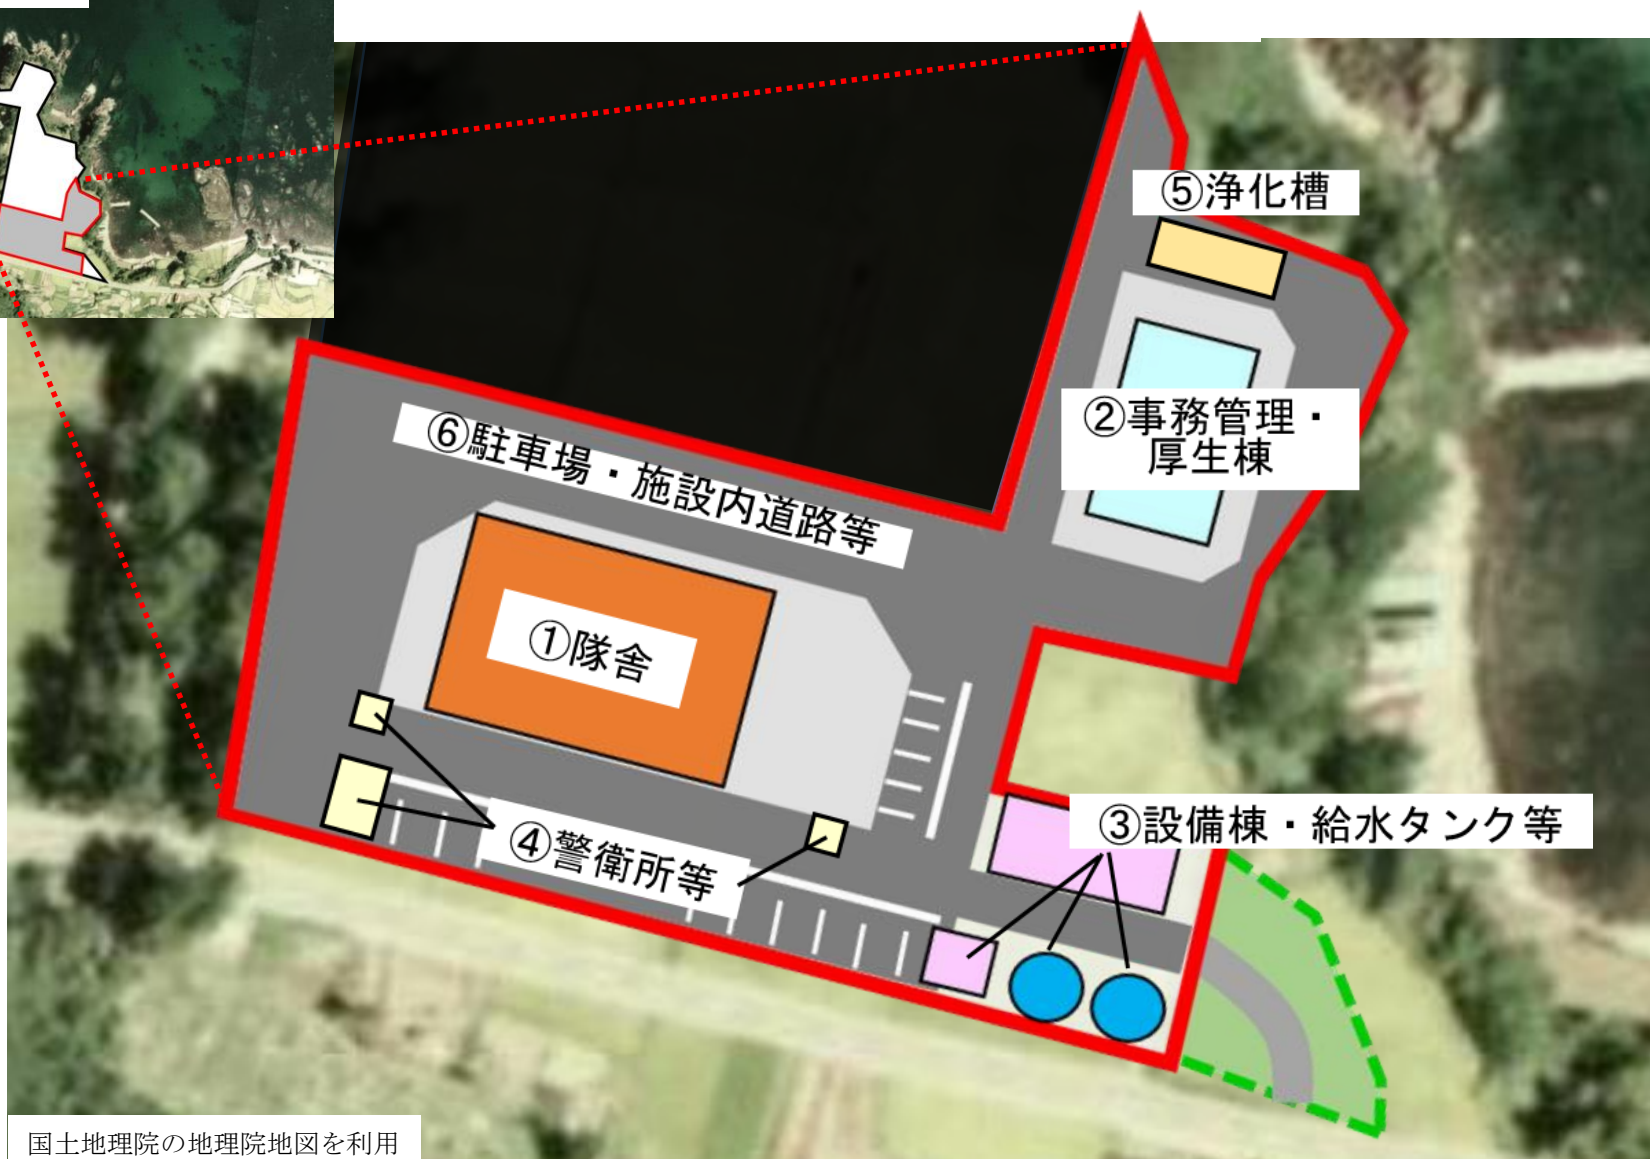 ⑤浄化槽
②事務管理・
厚生棟
⑥駐車場・施設内道路等
①隊舎
③設備棟・給水タンク等
④警衛所等
国土地理院の地理院地図を利用